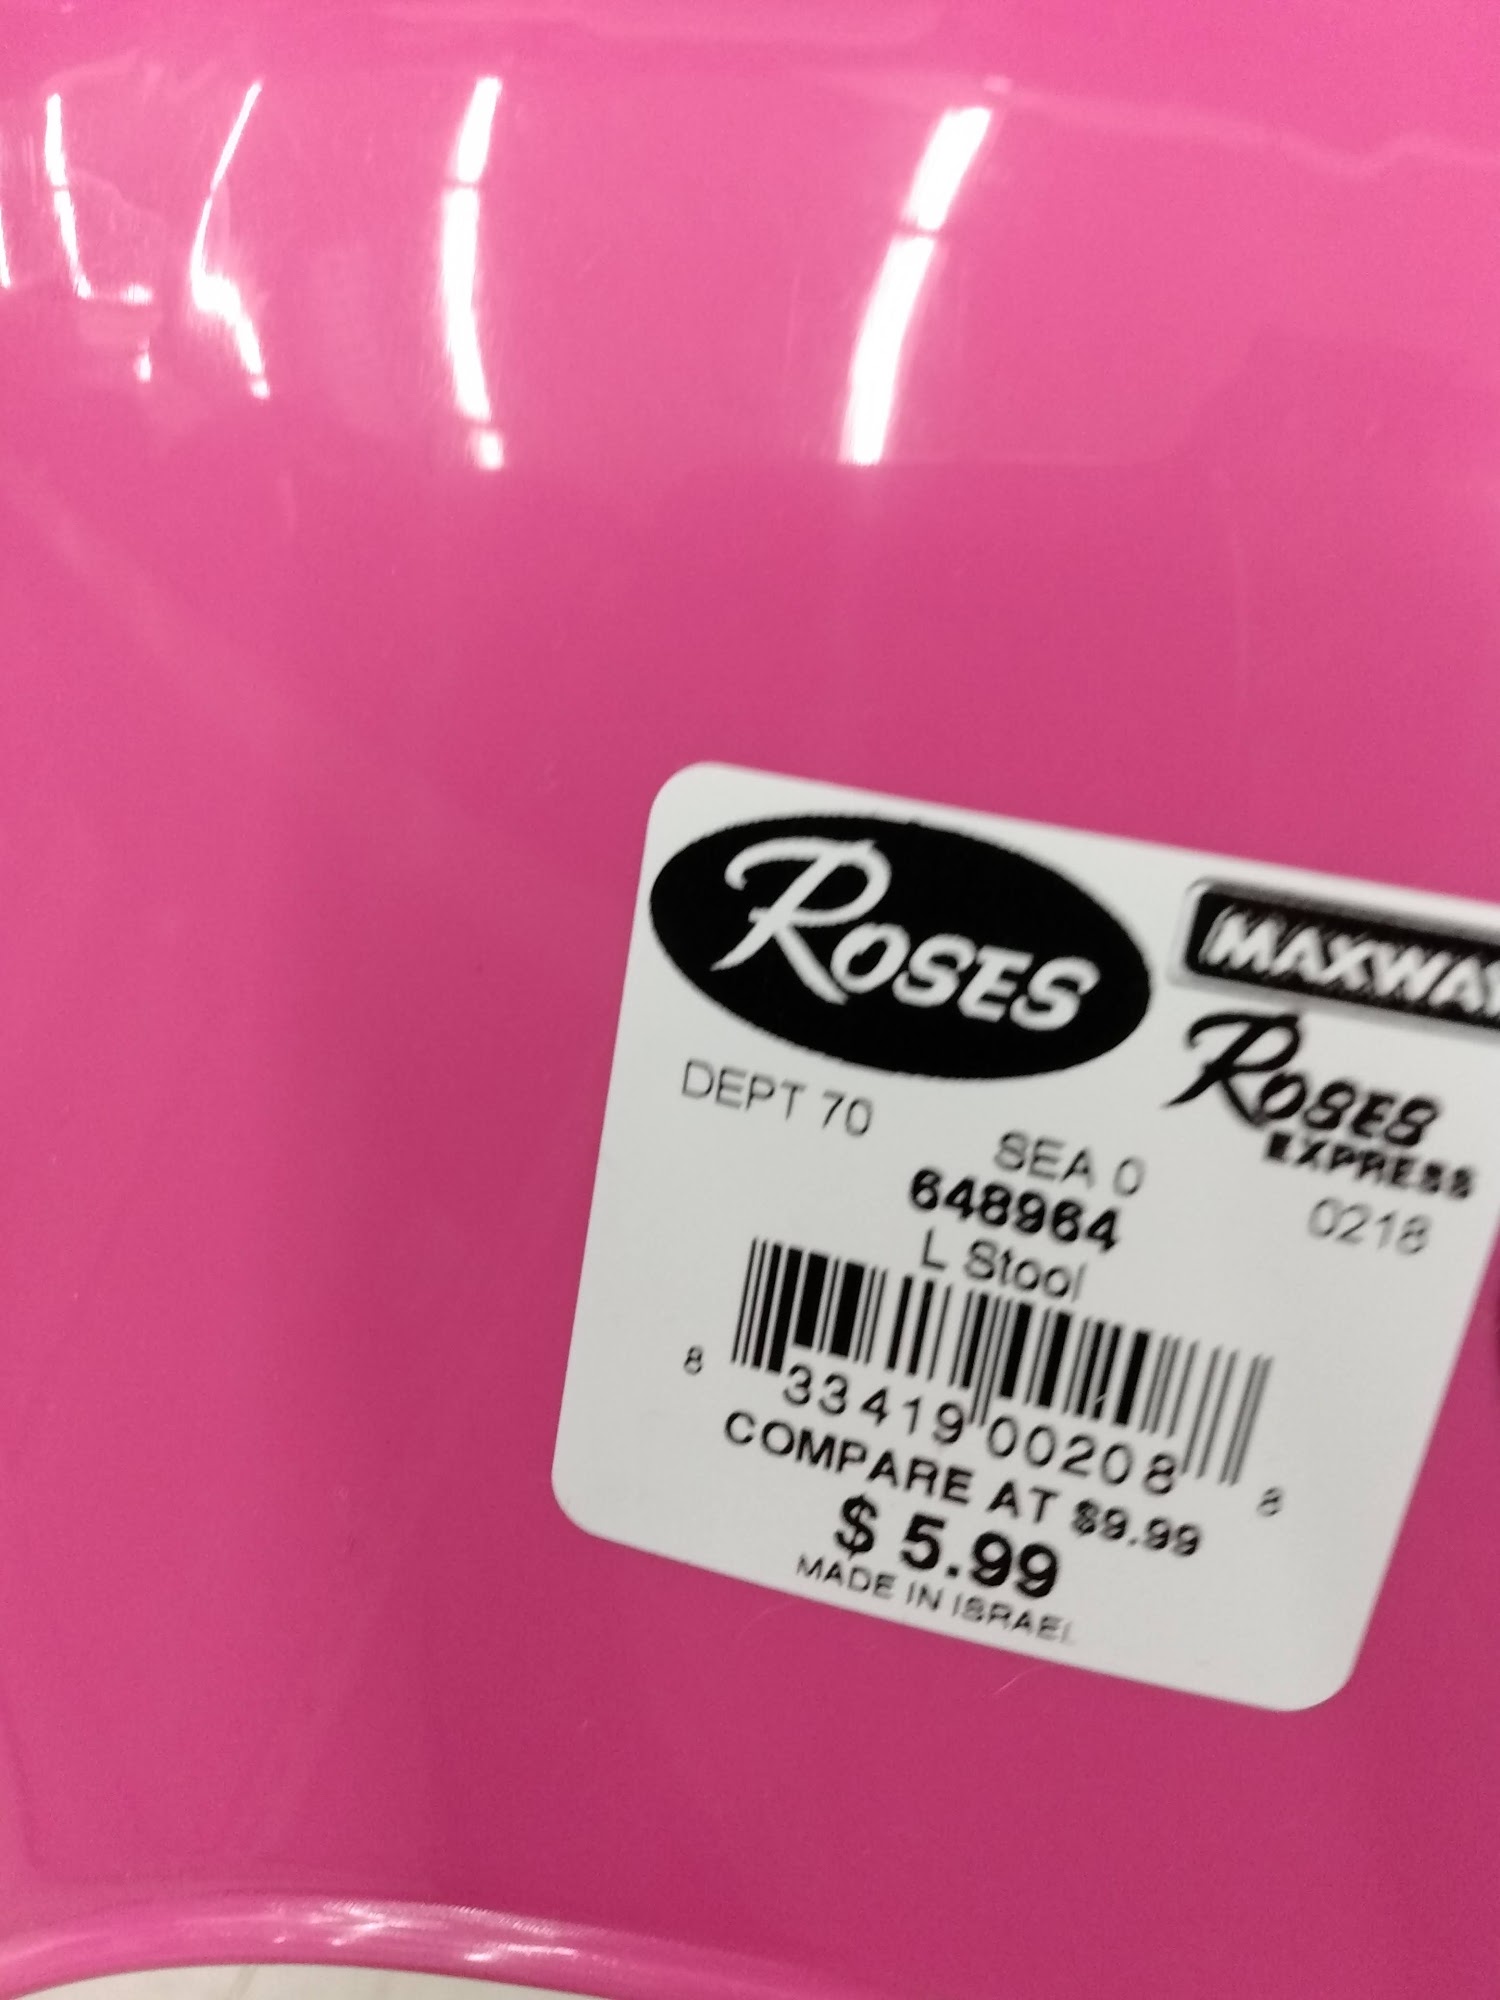 ROSES
MAXWAY
ROSES
EXPRESS
DEPT 70
SEA 0
0218
648964
L Stool
8 33419 00208 8
COMPARE AT $9.99
$ 5.99
MADE IN ISRAEL